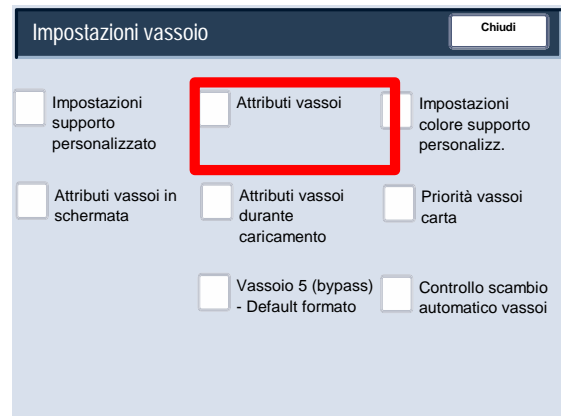 Impostazioni vassoio
Chiudi
Impostazioni
supporto
personalizzato
Attributi vassoi
Impostazioni
colore supporto
personalizz.
Attributi vassoi in
schermata
Attributi vassoi
durante
caricamento
Priorità vassoi
carta
Vassoio 5 (bypass)
- Default formato
Controllo scambio
automatico vassoi